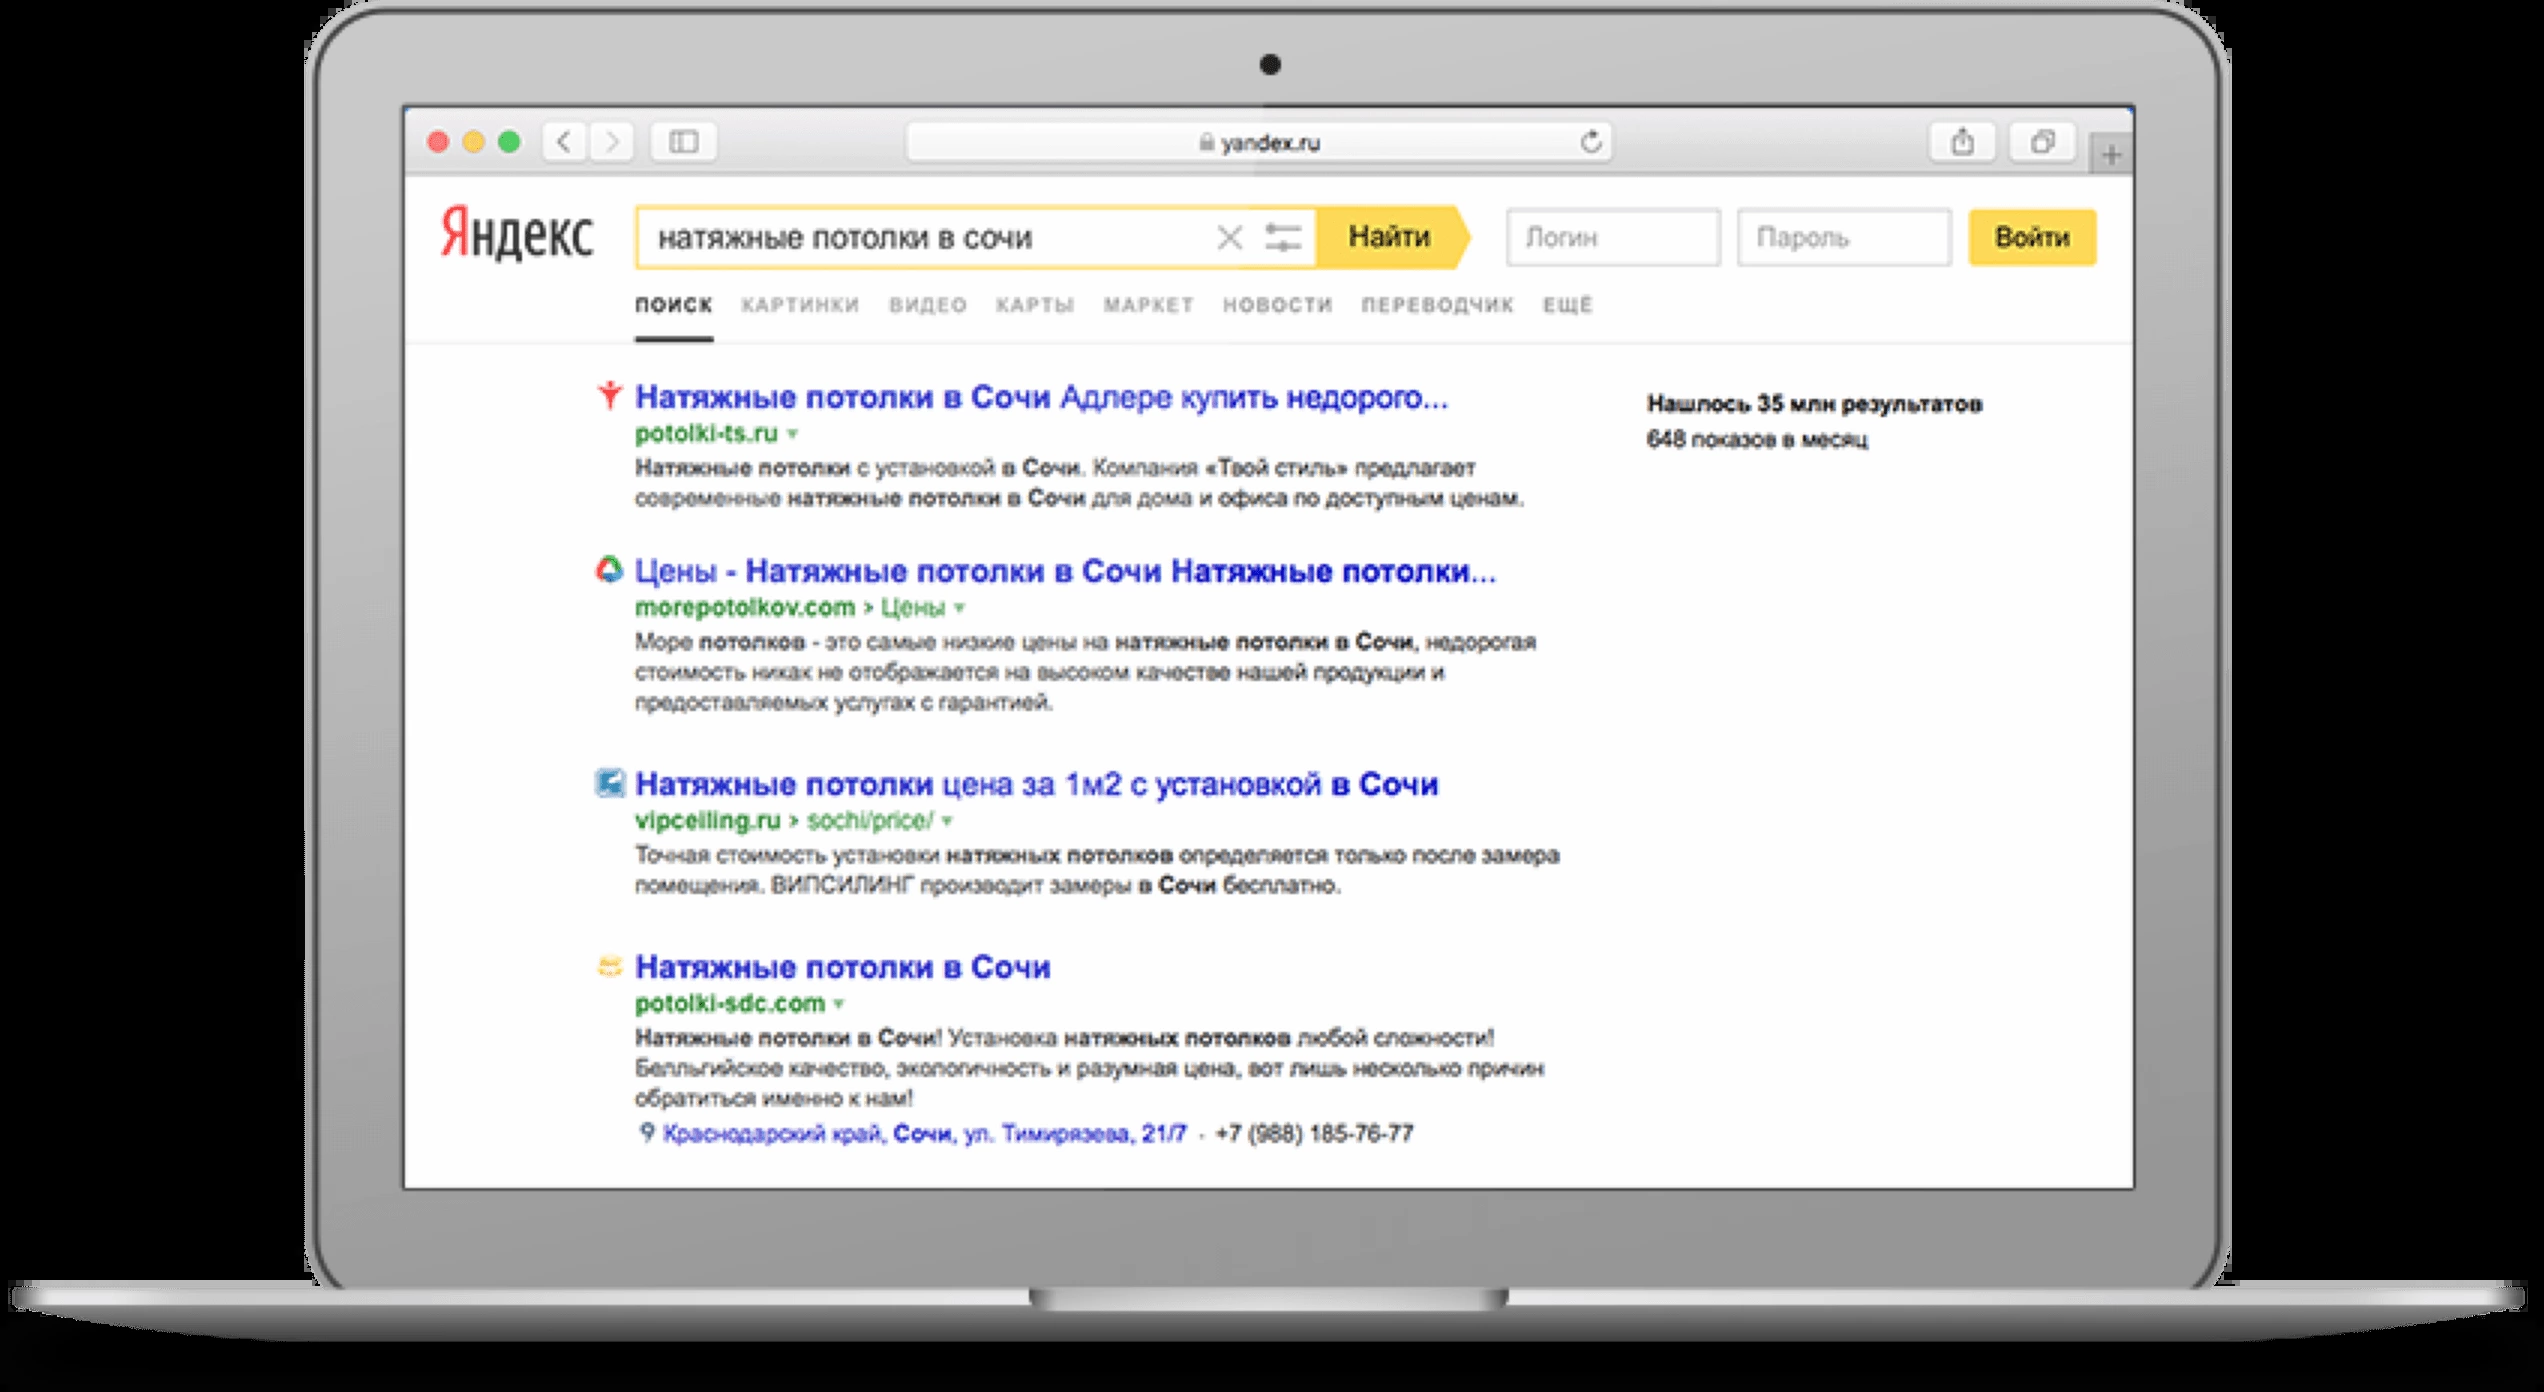 yandex.ru
Яндекс
натяжные потолки в сочи
Найти
Логин
Пароль
Войти
ПОИСК КАРТИНКИ ВИДЕО КАРТЫ МАРКЕТ НОВОСТИ ПЕРЕВОДЧИК ЕЩЁ
Натяжные потолки в Сочи Адлере купить недорого...
potolki-ts.ru
Натяжные потолки с установкой в Сочи. Компания «Твой стиль» предлагает
современные натяжные потолки в Сочи для дома и офиса по доступным ценам.
Нашлось 35 млн результатов
648 показов в месяц
Цены - Натяжные потолки в Сочи Натяжные потолки...
morepotolkov.com › Цены
Море потолков - это самые низкие цены на натяжные потолки в Сочи, недорогая
стоимость никак не отображается на высоком качестве нашей продукции и
предоставляемых услугах с гарантией.
Натяжные потолки цена за 1м2 с установкой в Сочи
vipceiling.ru › sochi/price/
Точная стоимость установки натяжных потолков определяется только после замера
помещения. ВИПСИЛИНГ производит замеры в Сочи бесплатно.
Натяжные потолки в Сочи
potolki-sdc.com
Натяжные потолки в Сочи! Установка натяжных потолков любой сложности!
Белльгийское качество, экологичность и разумная цена, вот лишь несколько причин
обратиться именно к нам!
Краснодарский край, Сочи, ул. Тимирязева, 21/7 · +7 (988) 185-76-77